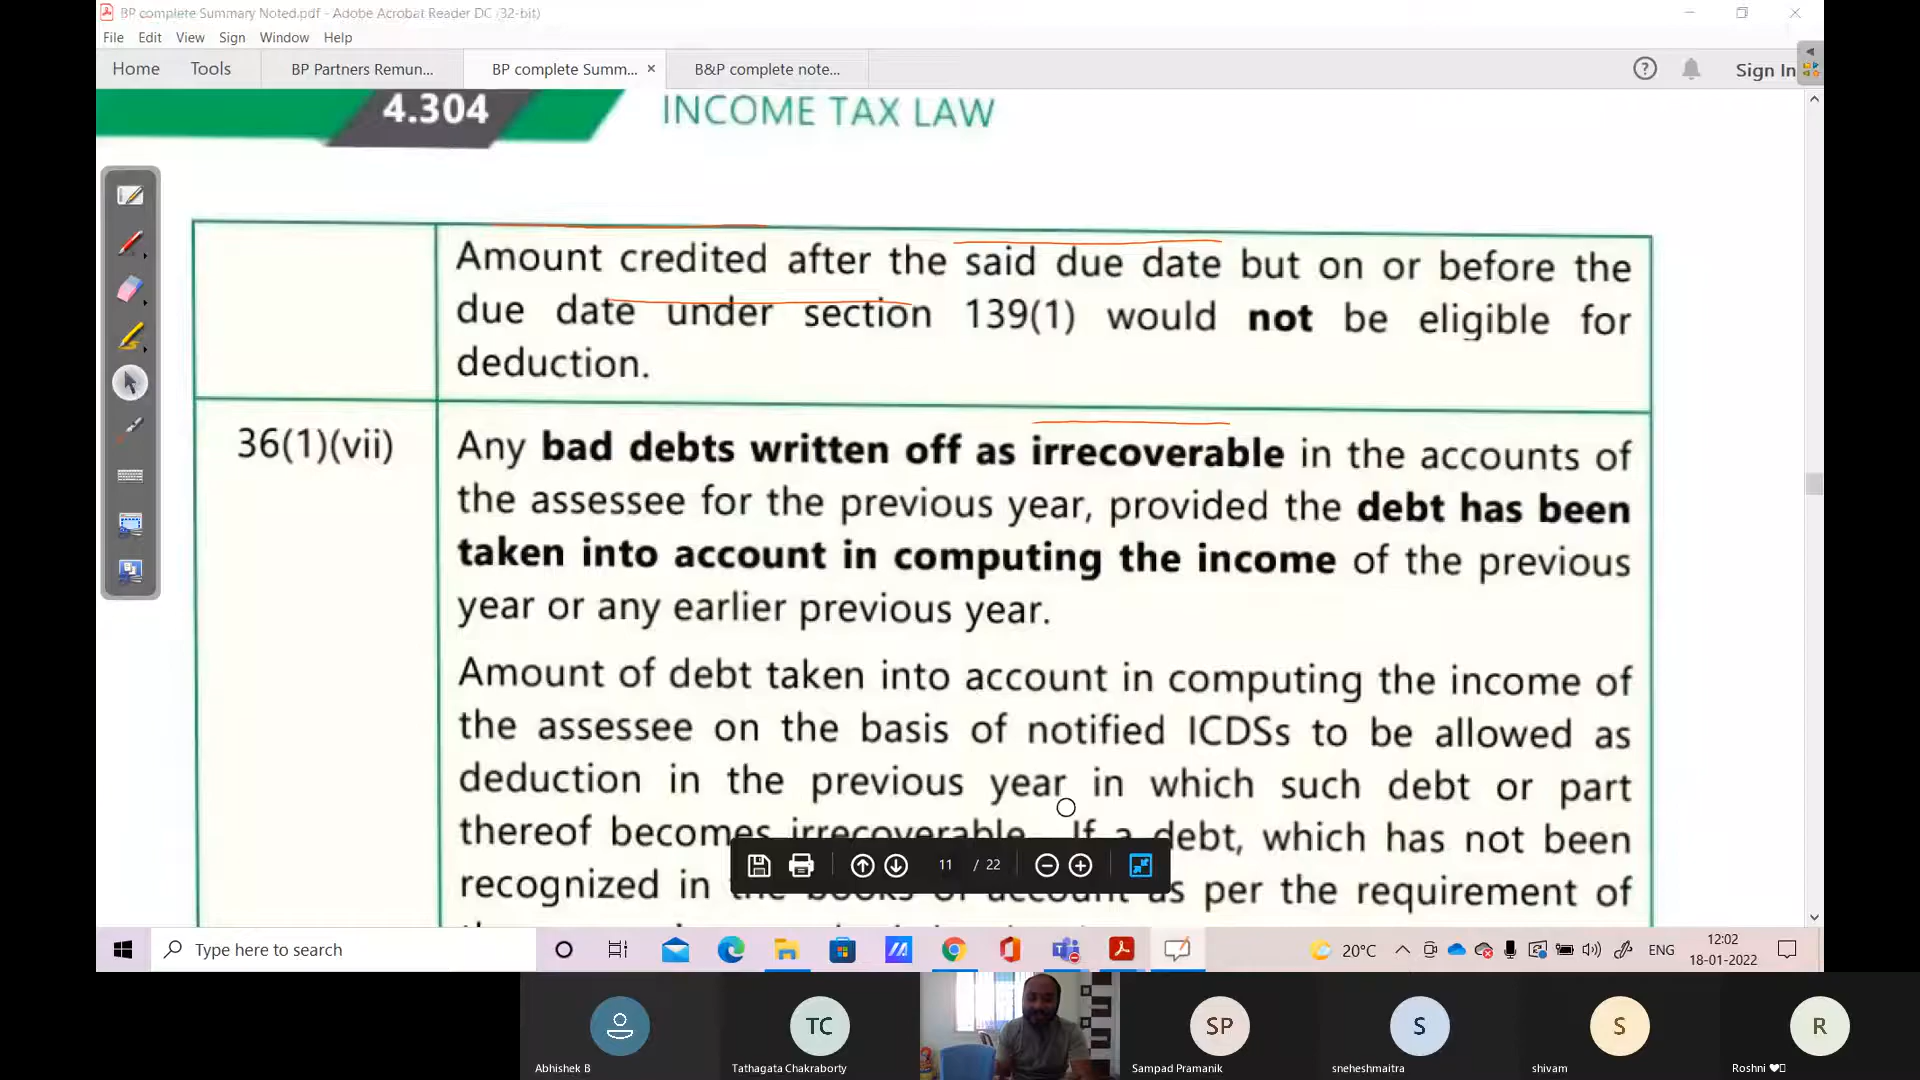 BP complete Summary Noted.pdf - Adobe Acrobat Reader DC (32-bit)
File Edit View Sign Window Help
Home Tools BP Partners Remun... BP complete Summ... × B&P complete note... Sign In
4.304 INCOME TAX LAW
Amount credited after the said due date but on or before the
due date under section 139(1) would not be eligible for
deduction.
36(1)(vii) Any bad debts written off as irrecoverable in the accounts of
the assessee for the previous year, provided the debt has been
taken into account in computing the income of the previous
year or any earlier previous year.
Amount of debt taken into account in computing the income of
the assessee on the basis of notified ICDSs to be allowed as
deduction in the previous year in which such debt or part
thereof becomes irrecoverable. If a debt, which has not been
recognized in the books of account as per the requirement of
11 / 22
Type here to search 20°C ENG 12:02
18-01-2022
TC SP S S R
Abhishek B Tathagata Chakraborty Sampad Pramanik sneheshmaitra shivam Roshni ❤